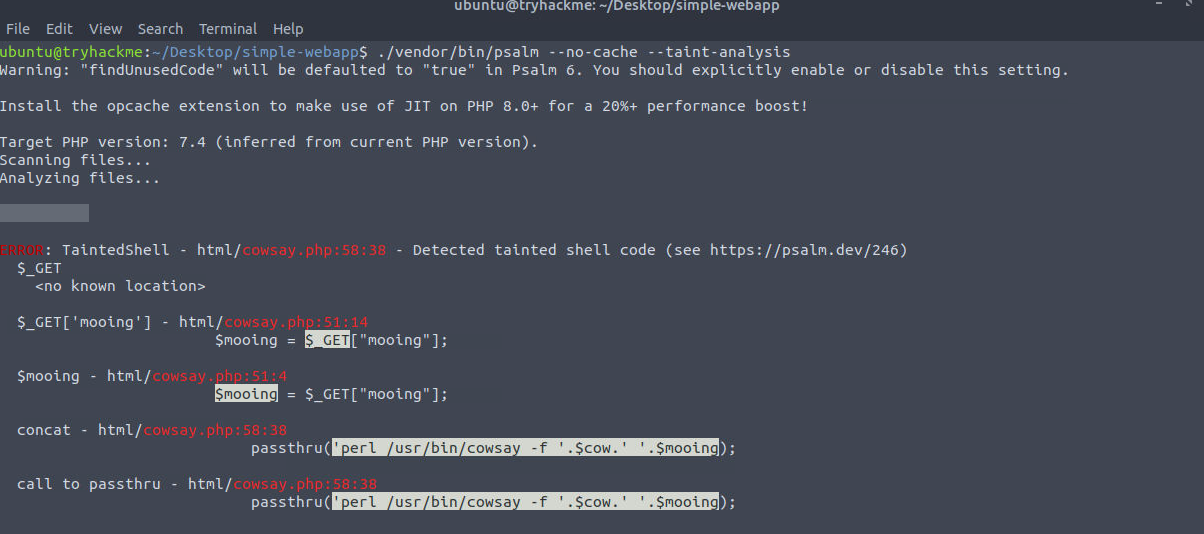 ubuntu@tryhackme: ~/Desktop/simple-webapp
File Edit View Search Terminal Help
ubuntu@tryhackme:~/Desktop/simple-webapp$ ./vendor/bin/psalm --no-cache --taint-analysis
Warning: "findUnusedCode" will be defaulted to "true" in Psalm 6. You should explicitly enable or disable this setting.
Install the opcache extension to make use of JIT on PHP 8.0+ for a 20%+ performance boost!
Target PHP version: 7.4 (inferred from current PHP version).
Scanning files...
Analyzing files...
ERROR: TaintedShell - html/cowsay.php:58:38 - Detected tainted shell code (see https://psalm.dev/246)
$_GET
<no known location>
$_GET['mooing'] - html/cowsay.php:51:14
$mooing = $_GET["mooing"];
$mooing - html/cowsay.php:51:4
$mooing = $_GET["mooing"];
concat - html/cowsay.php:58:38
passthru('perl /usr/bin/cowsay -f '.$cow.' '.$mooing);
call to passthru - html/cowsay.php:58:38
passthru('perl /usr/bin/cowsay -f '.$cow.' '.$mooing);